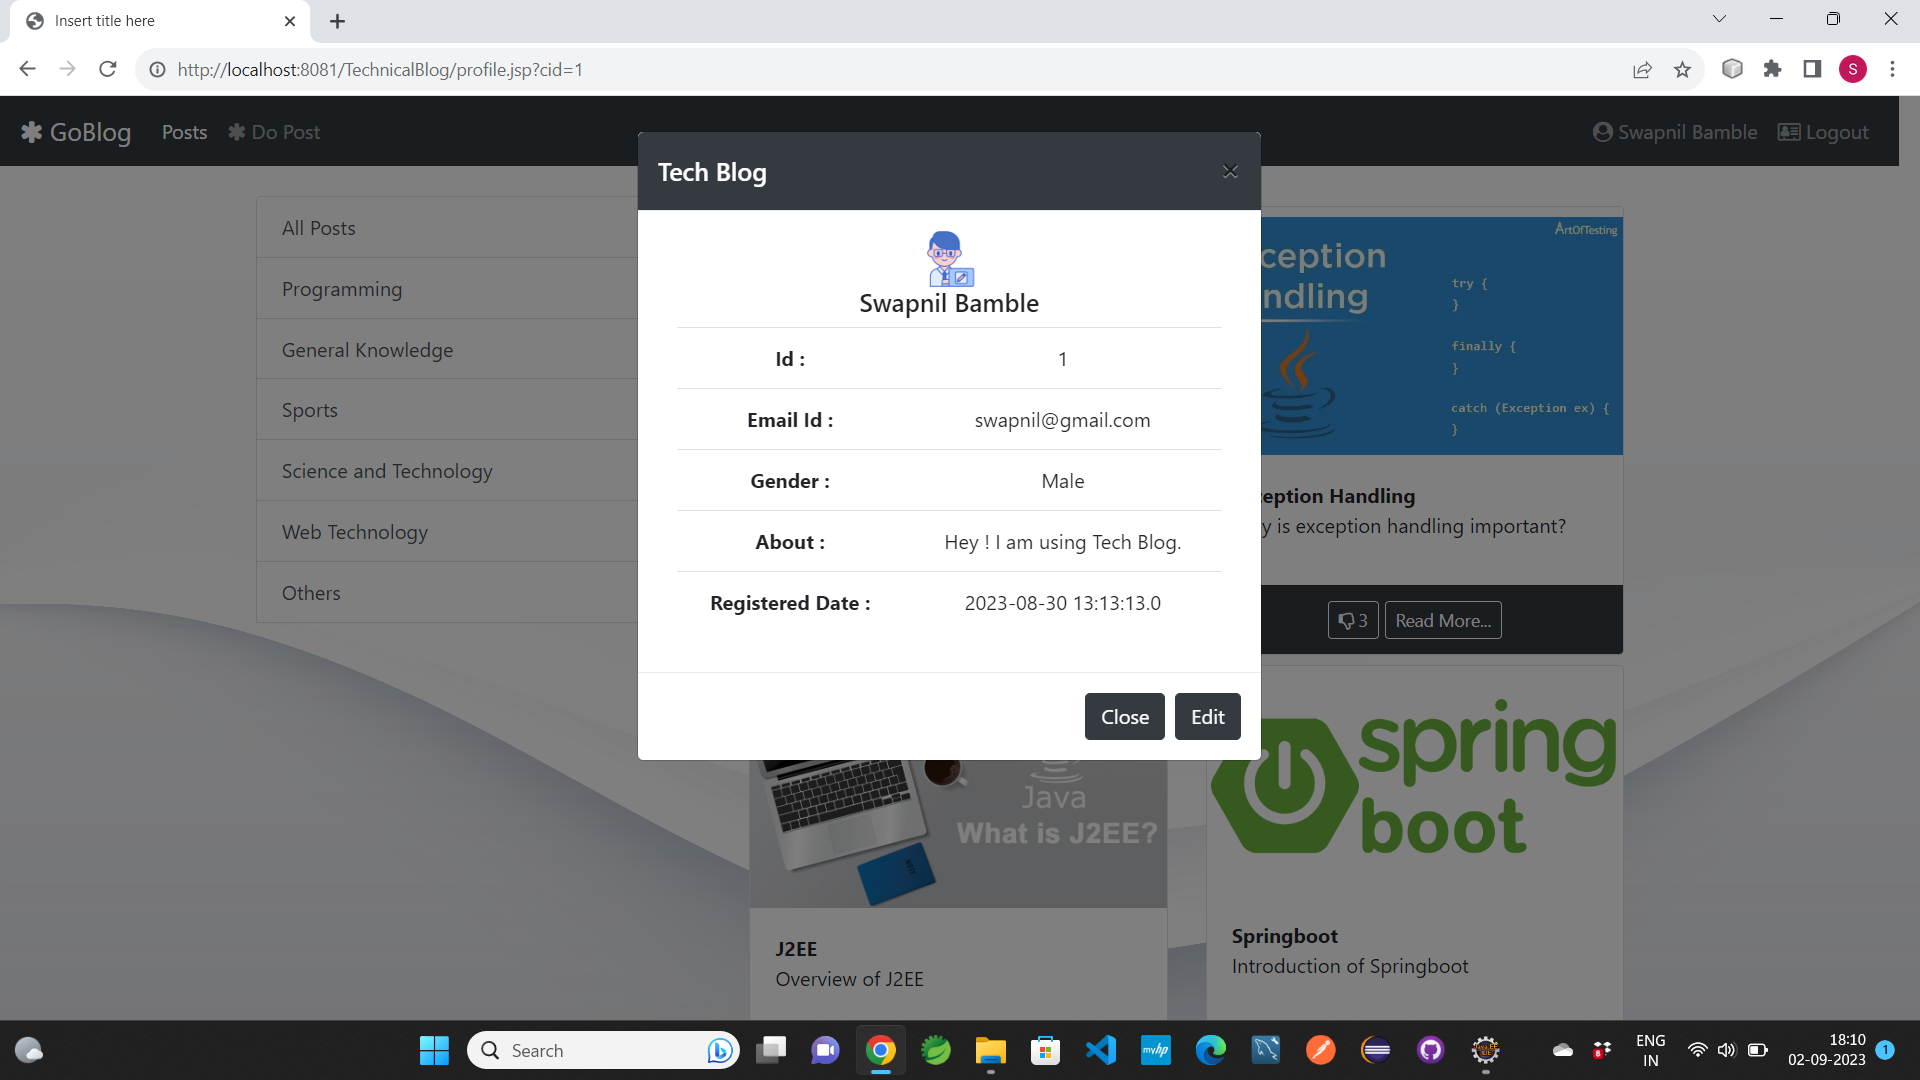 Insert title here
http://localhost:8081/TechnicalBlog/profile.jsp?cid=1
S
GoBlog
Posts
Do Post
Swapnil Bamble
Logout
Tech Blog
×
All Posts
Programming
General Knowledge
Sports
Science and Technology
Web Technology
Others
Swapnil Bamble
Id : 1
Email Id : swapnil@gmail.com
Gender : Male
About : Hey ! I am using Tech Blog.
Registered Date : 2023-08-30 13:13:13.0
Close
Edit
ArtOfTesting
ception
ndling
try {
}
finally {
}
catch (Exception ex) {
}
ception Handling
y is exception handling important?
3
Read More...
Java
What is J2EE?
J2EE
Overview of J2EE
spring
boot
Springboot
Introduction of Springboot
Search
myhp
8
ENG
IN
18:10
02-09-2023
1